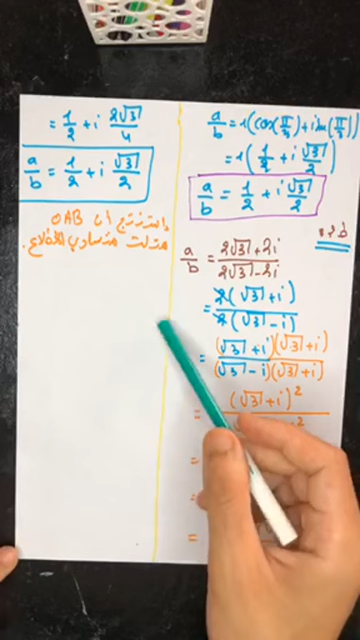 = 1/2 + i 2√3/4
a/b = 1/2 + i √3/2
إستنتج أن OAB
مثلث متساوي الأضلاع.
a/b = 1(cos(π/3) + i sin(π/3))
= 1(1/2 + i √3/2)
a/b = 1/2 + i √3/2
a/b = 2√3 + 2i / 2√3 - 2i
= 2(√3 + i) / 2(√3 - i)
= (√3 + i)(√3 + i) / (√3 - i)(√3 + i)
= (√3 + i)²
=
=
=